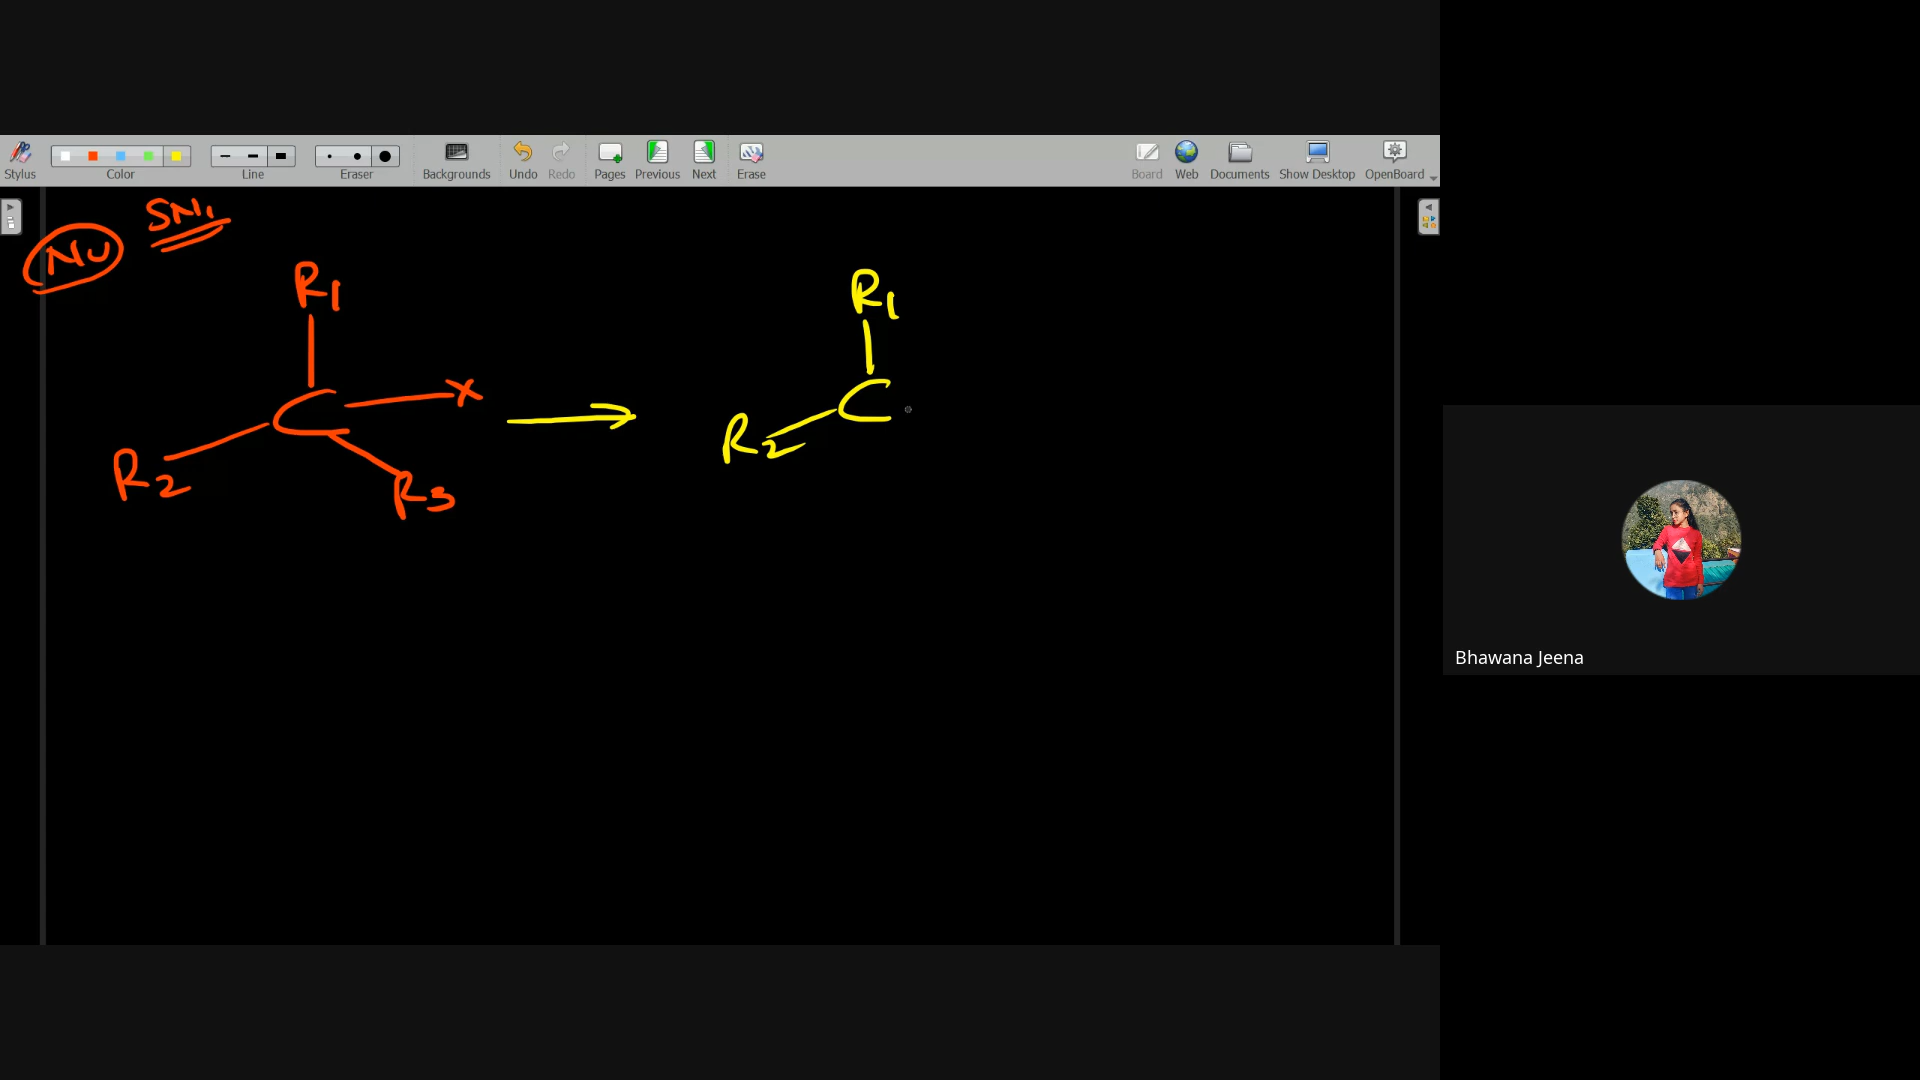 Stylus Color Line Eraser Backgrounds Undo Redo Pages Previous Next Erase Board Web Documents Show Desktop OpenBoard
NU
SN1
R1
C
X
R2
R3
R1
C
R2
Bhawana Jeena